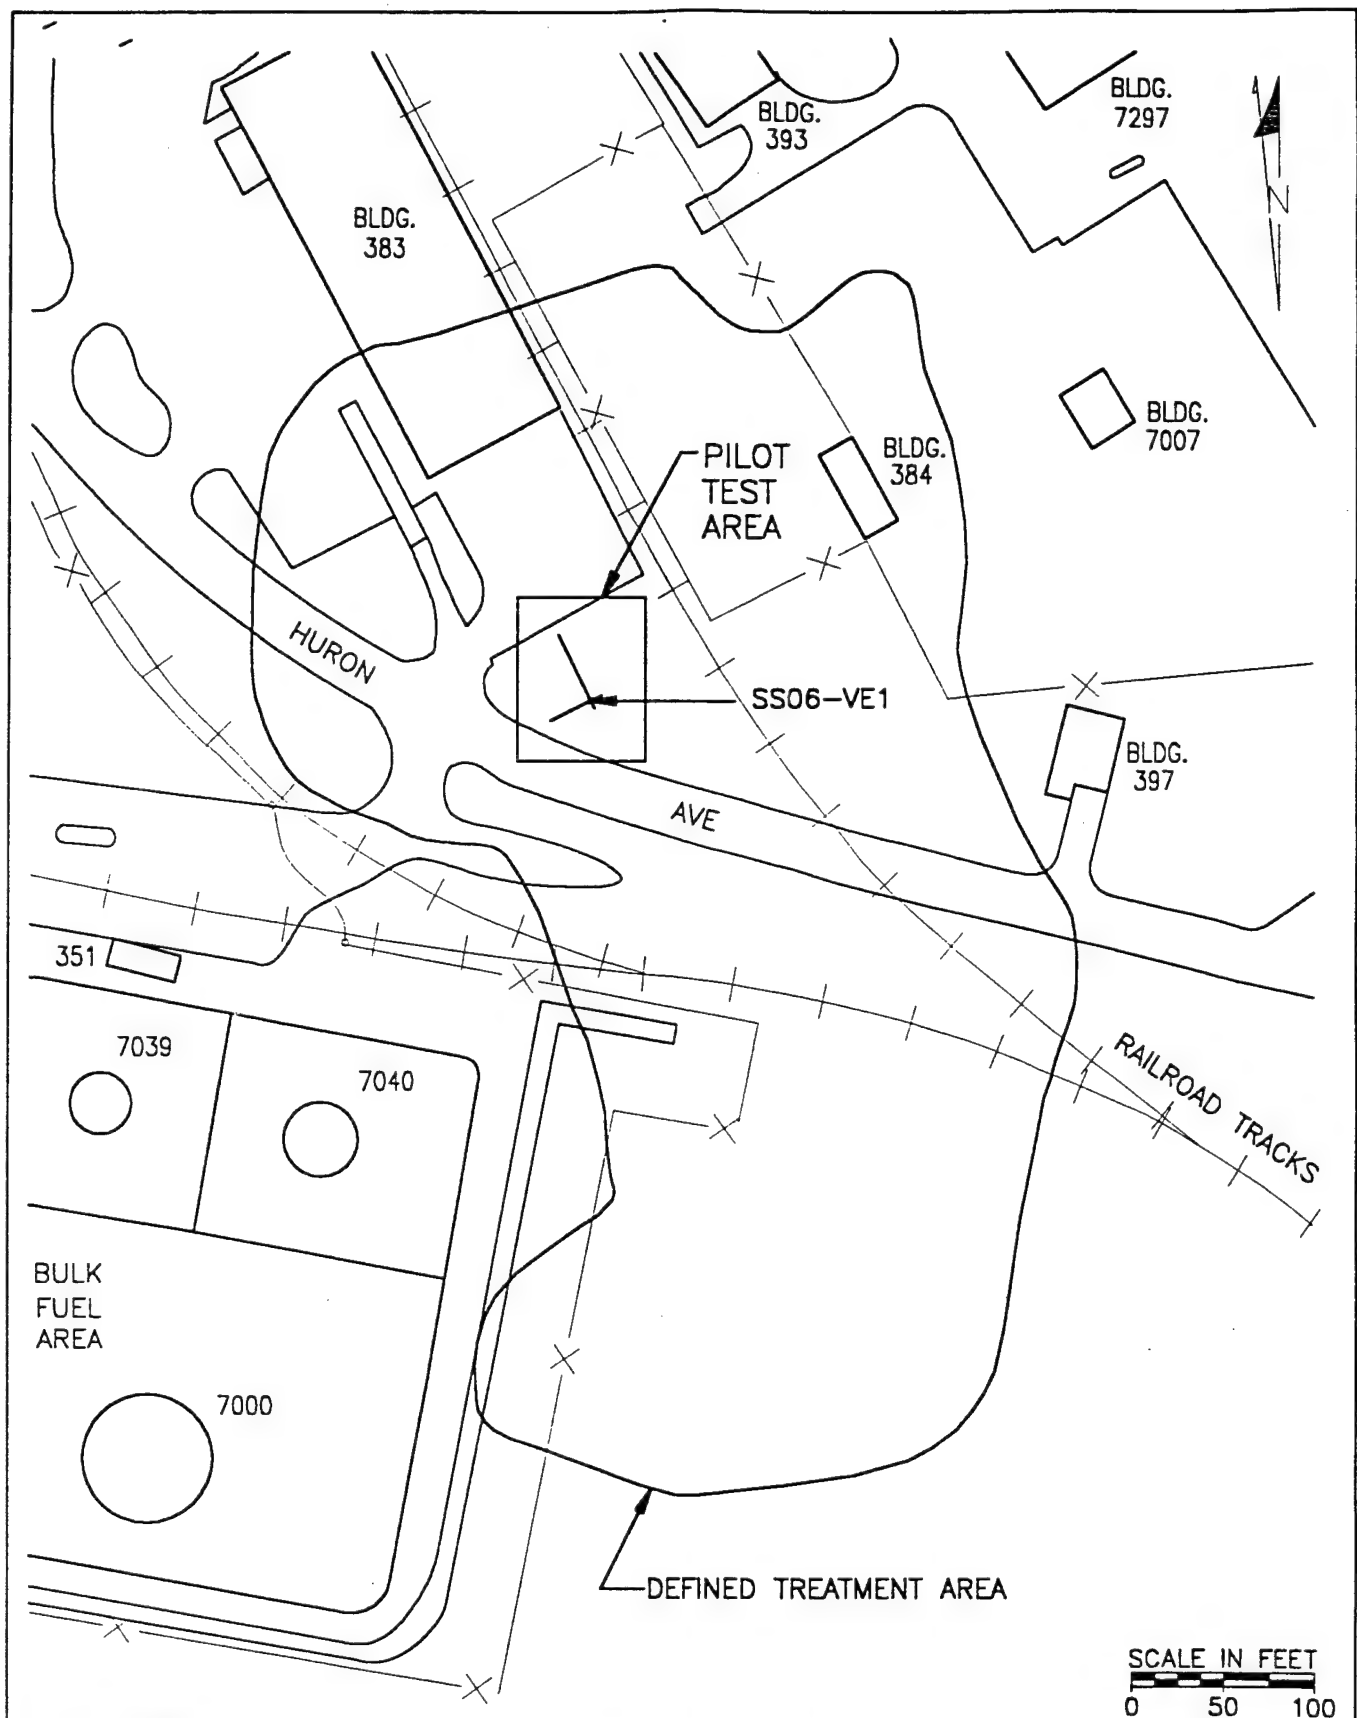 BLDG.
7297
BLDG.
393
N
BLDG.
383
BLDG.
7007
BLDG.
384
PILOT
TEST
AREA
HURON
SS06-VE1
BLDG.
397
AVE
351
7039
7040
RAILROAD TRACKS
BULK
FUEL
AREA
7000
DEFINED TREATMENT AREA
SCALE IN FEET
0 50 100